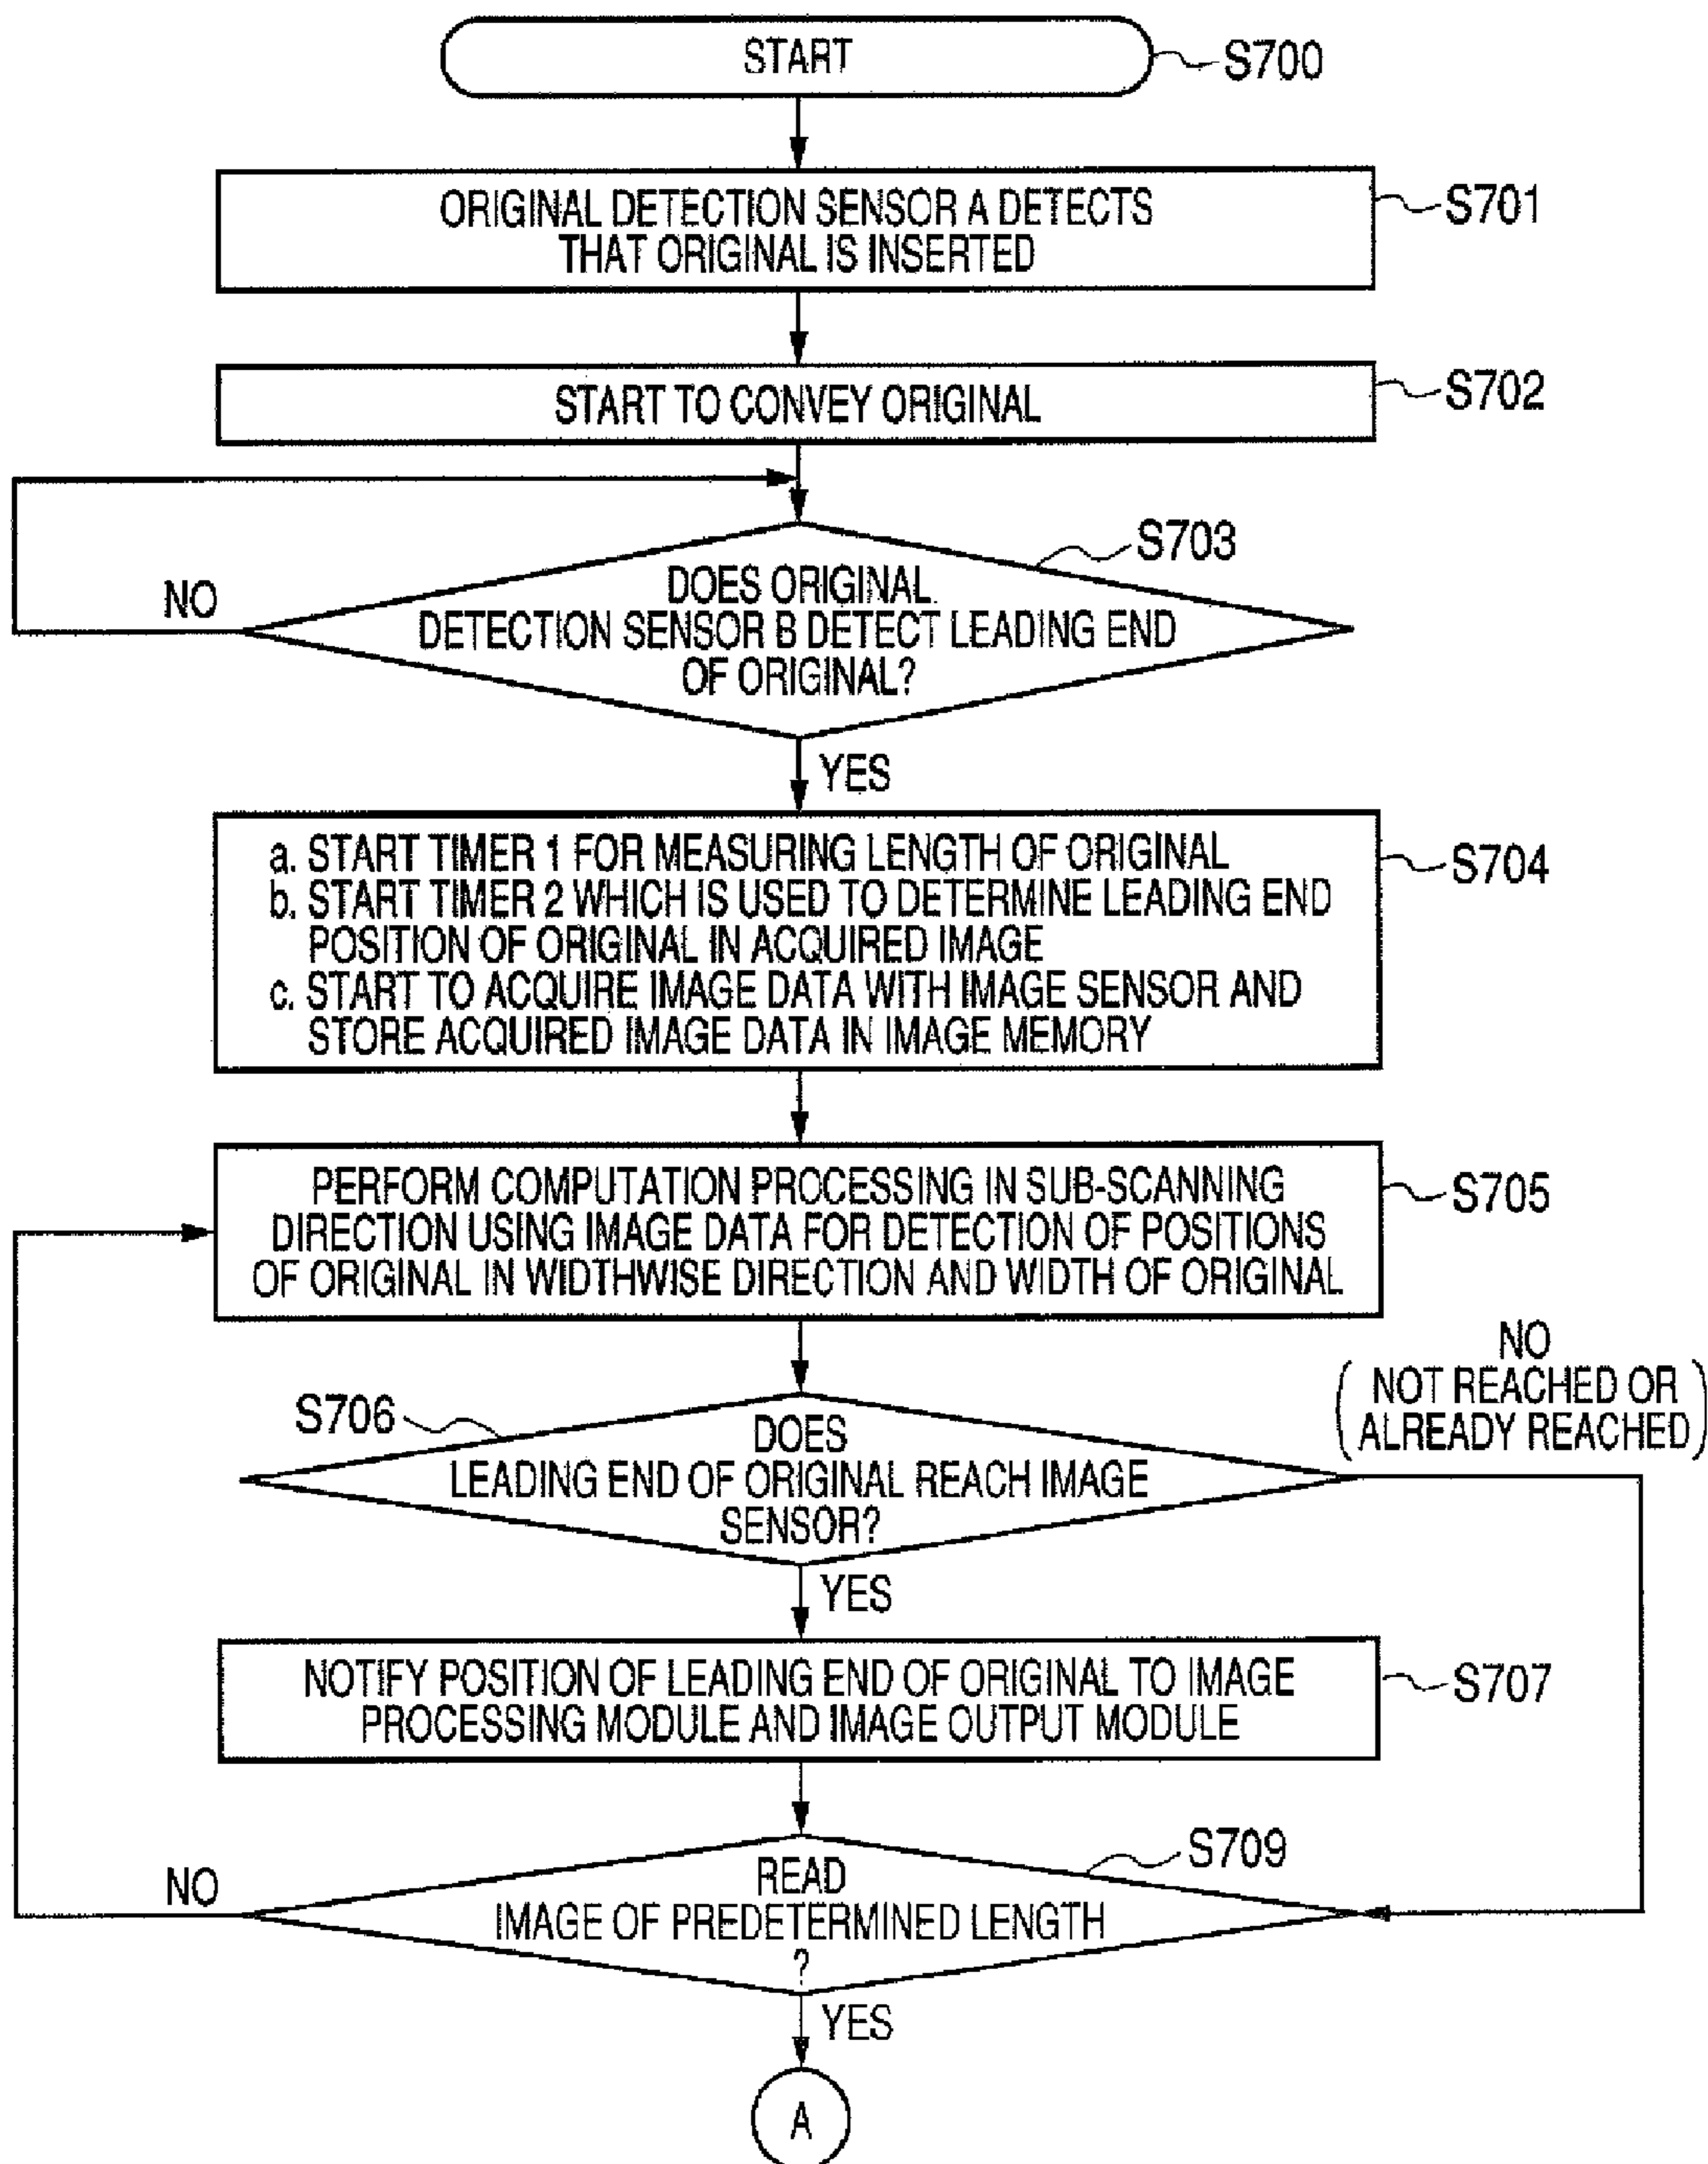 START
S700
ORIGINAL DETECTION SENSOR A DETECTS
THAT ORIGINAL IS INSERTED
S701
START TO CONVEY ORIGINAL
S702
S703
DOES ORIGINAL
DETECTION SENSOR B DETECT LEADING END
OF ORIGINAL?
NO
YES
a. START TIMER 1 FOR MEASURING LENGTH OF ORIGINAL
b. START TIMER 2 WHICH IS USED TO DETERMINE LEADING END
POSITION OF ORIGINAL IN ACQUIRED IMAGE
c. START TO ACQUIRE IMAGE DATA WITH IMAGE SENSOR AND
STORE ACQUIRED IMAGE DATA IN IMAGE MEMORY
S704
PERFORM COMPUTATION PROCESSING IN SUB-SCANNING
DIRECTION USING IMAGE DATA FOR DETECTION OF POSITIONS
OF ORIGINAL IN WIDTHWISE DIRECTION AND WIDTH OF ORIGINAL
S705
S706
DOES
LEADING END OF ORIGINAL REACH IMAGE
SENSOR?
NO
(NOT REACHED OR
ALREADY REACHED)
YES
NOTIFY POSITION OF LEADING END OF ORIGINAL TO IMAGE
PROCESSING MODULE AND IMAGE OUTPUT MODULE
S707
S709
READ
IMAGE OF PREDETERMINED LENGTH
?
NO
YES
A